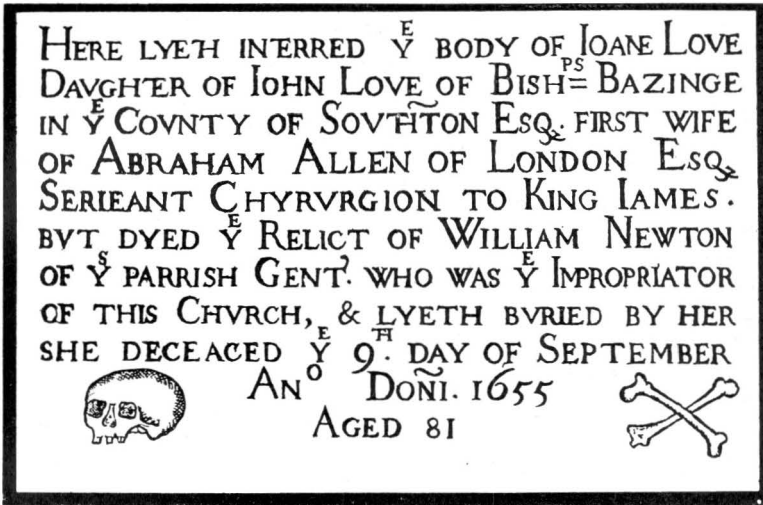 HERE LYETH INTERRED Yᴱ BODY OF IOANE LOVE
DAVGHTER OF IOHN LOVE OF BISHᴾˢ= BAZINGE
IN Yᴱ COVNTY OF SOVTH̃TON ESQ. FIRST WIFE
OF ABRAHAM ALLEN OF LONDON ESQ
SERIEANT CHYRVRGION TO KING IAMES.
BVT DYED Yᴱ RELICT OF WILLIAM NEWTON
OF Yˢ PARRISH GENT. WHO WAS Yᴱ IMPROPRIATOR
OF THIS CHVRCH, & LYETH BVRIED BY HER
SHE DECEACED Yᴱ 9ᵀᴴ. DAY OF SEPTEMBER
ANᴼ DOÑI. 1655
AGED 81